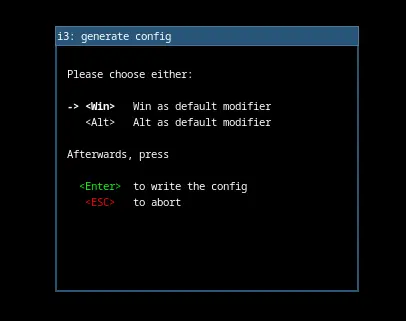 i3: generate config
Please choose either:
-> <Win> Win as default modifier
<Alt> Alt as default modifier
Afterwards, press
<Enter> to write the config
<ESC> to abort